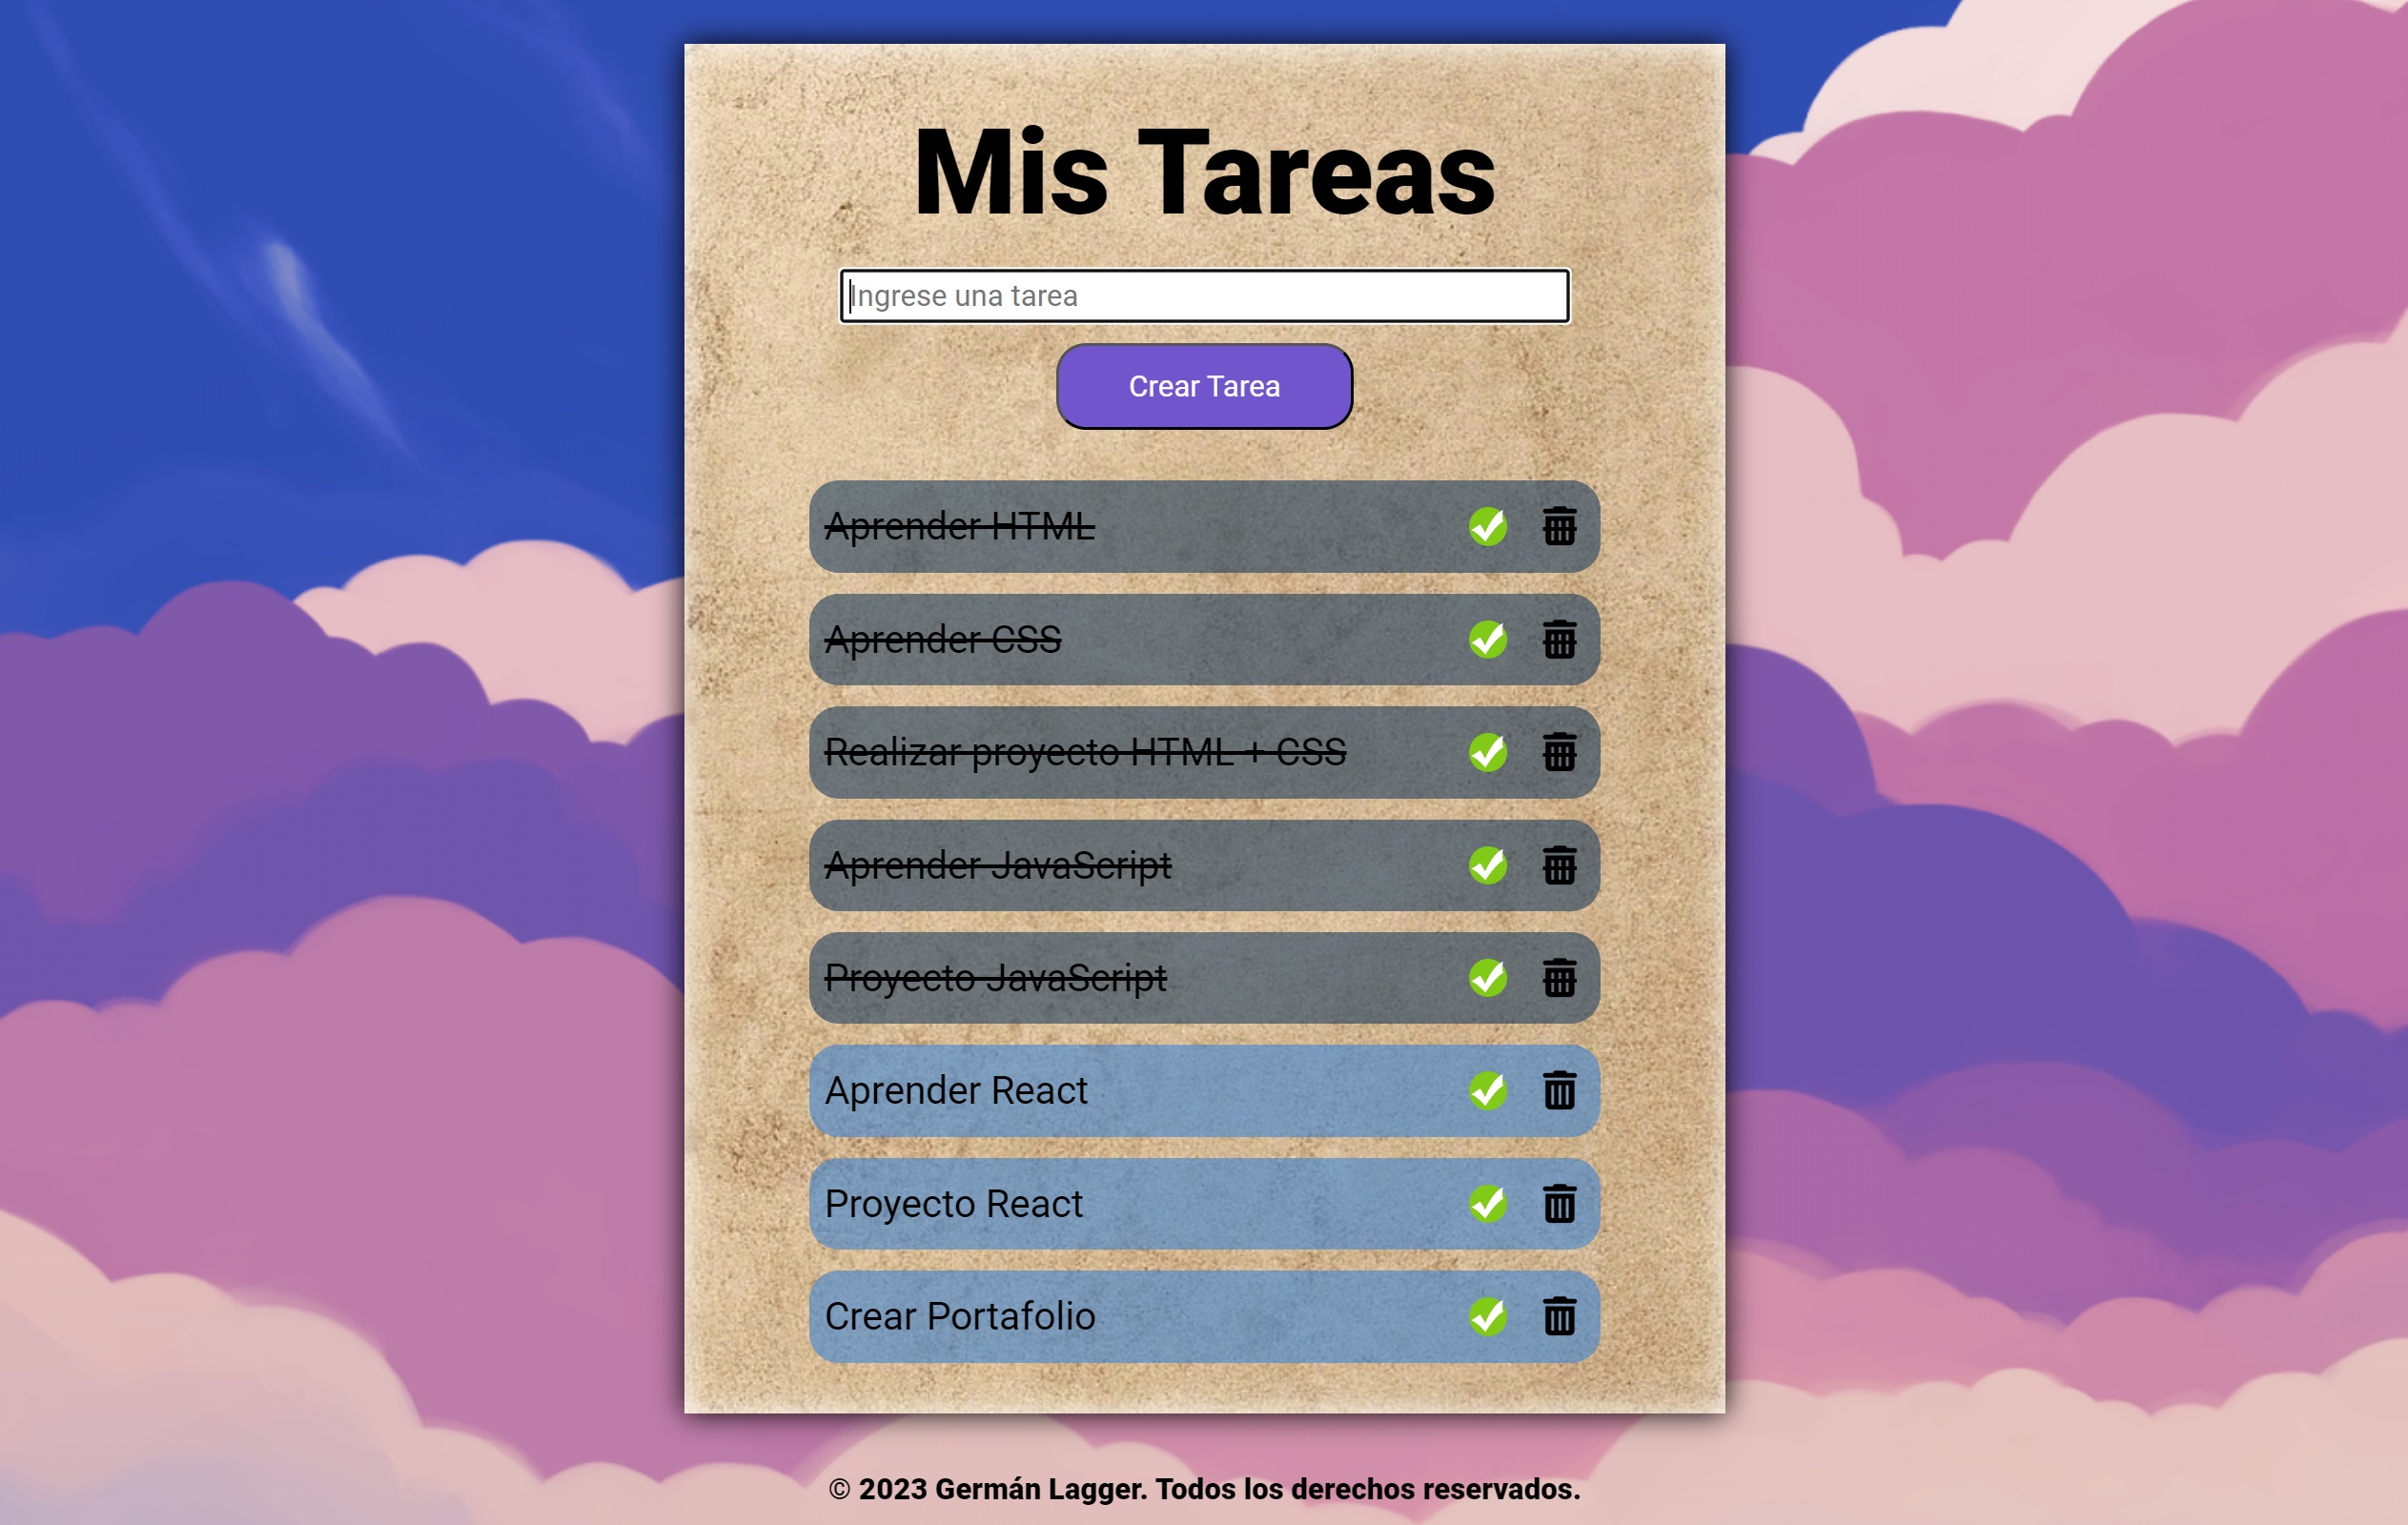 Mis Tareas
Ingrese una tarea
Crear Tarea
Aprender HTML
Aprender CSS
Realizar proyecto HTML + CSS
Aprender JavaScript
Proyecto JavaScript
Aprender React
Proyecto React
Crear Portafolio
© 2023 Germán Lagger. Todos los derechos reservados.